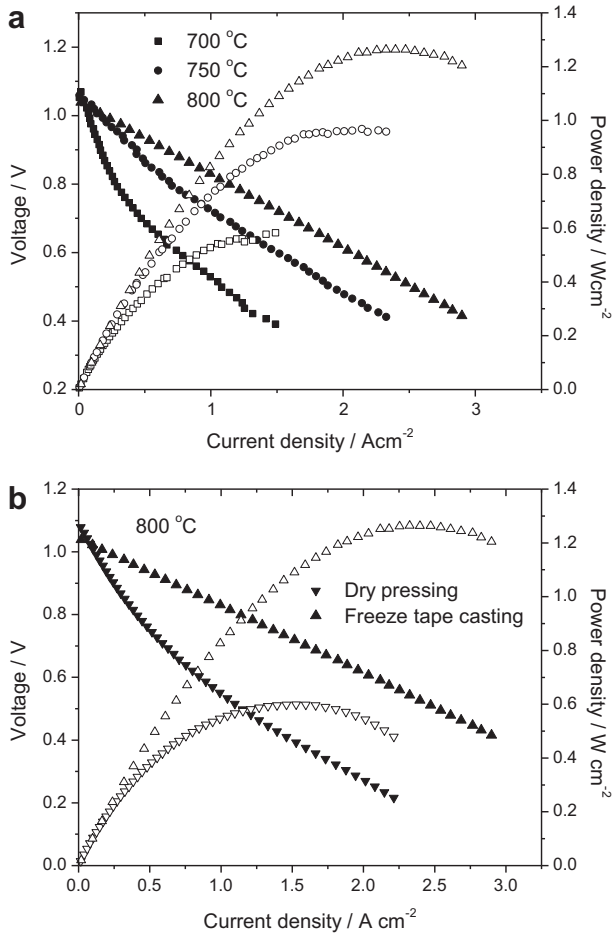 a
700 °C
750 °C
800 °C
1.2
1.0
0.8
0.6
0.4
0.2
Voltage / V
1.4
1.2
1.0
0.8
0.6
0.4
0.2
0.0
Power density / Wcm-2
0 1 2 3
Current density / Acm-2
b
800 °C
Dry pressing
Freeze tape casting
1.2
1.0
0.8
0.6
0.4
0.2
0.0
Voltage / V
1.4
1.2
1.0
0.8
0.6
0.4
0.2
0.0
Power density / W cm-2
0.0 0.5 1.0 1.5 2.0 2.5 3.0
Current density / A cm-2